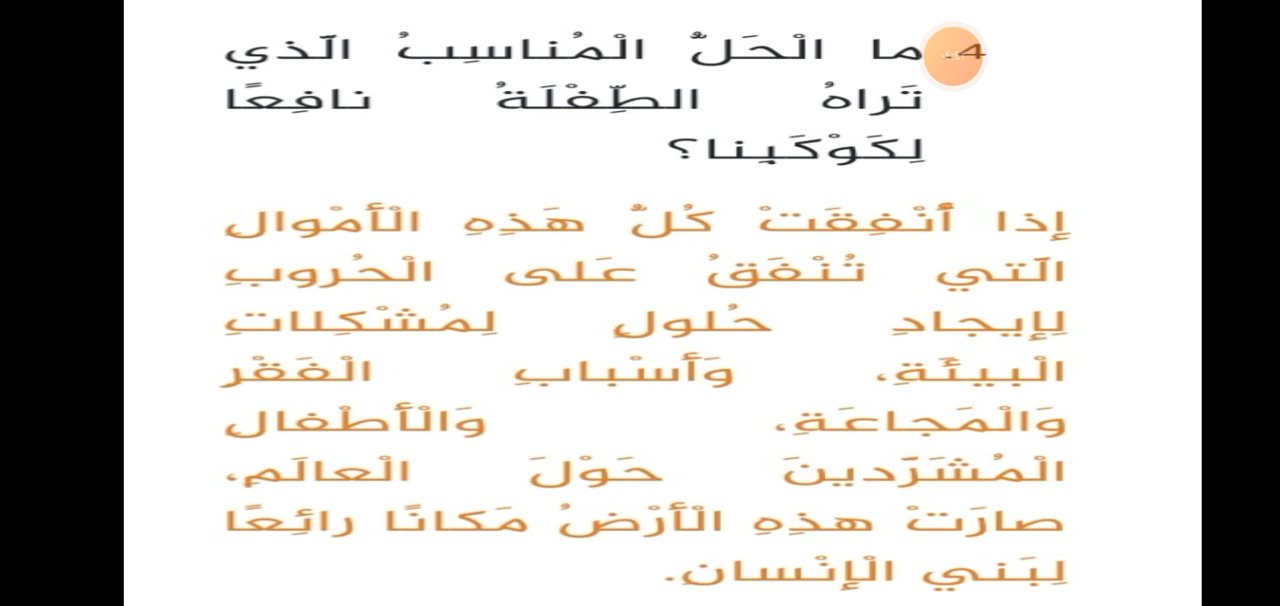 4. ما الْحَلُّ الْمُناسِبُ الّذي
تَراهُ الطِّفْلَةُ نافِعًا
لِكَوْكَبِنا؟
إِذا أُنْفِقَتْ كُلُّ هَذِهِ الْأَمْوالِ
الّتي تُنْفَقُ عَلى الْحُروبِ
لِإيجادِ حُلولٍ لِمُشْكِلاتِ
الْبيئَةِ، وَأَسْبابِ الْفَقْرِ
وَالْمَجاعَةِ، وَالْأَطْفالِ
الْمُشَرَّدينَ حَوْلَ الْعالَمِ،
صارَتْ هذِهِ الْأَرْضُ مَكانًا رائِعًا
لِبَني الْإِنْسانِ.